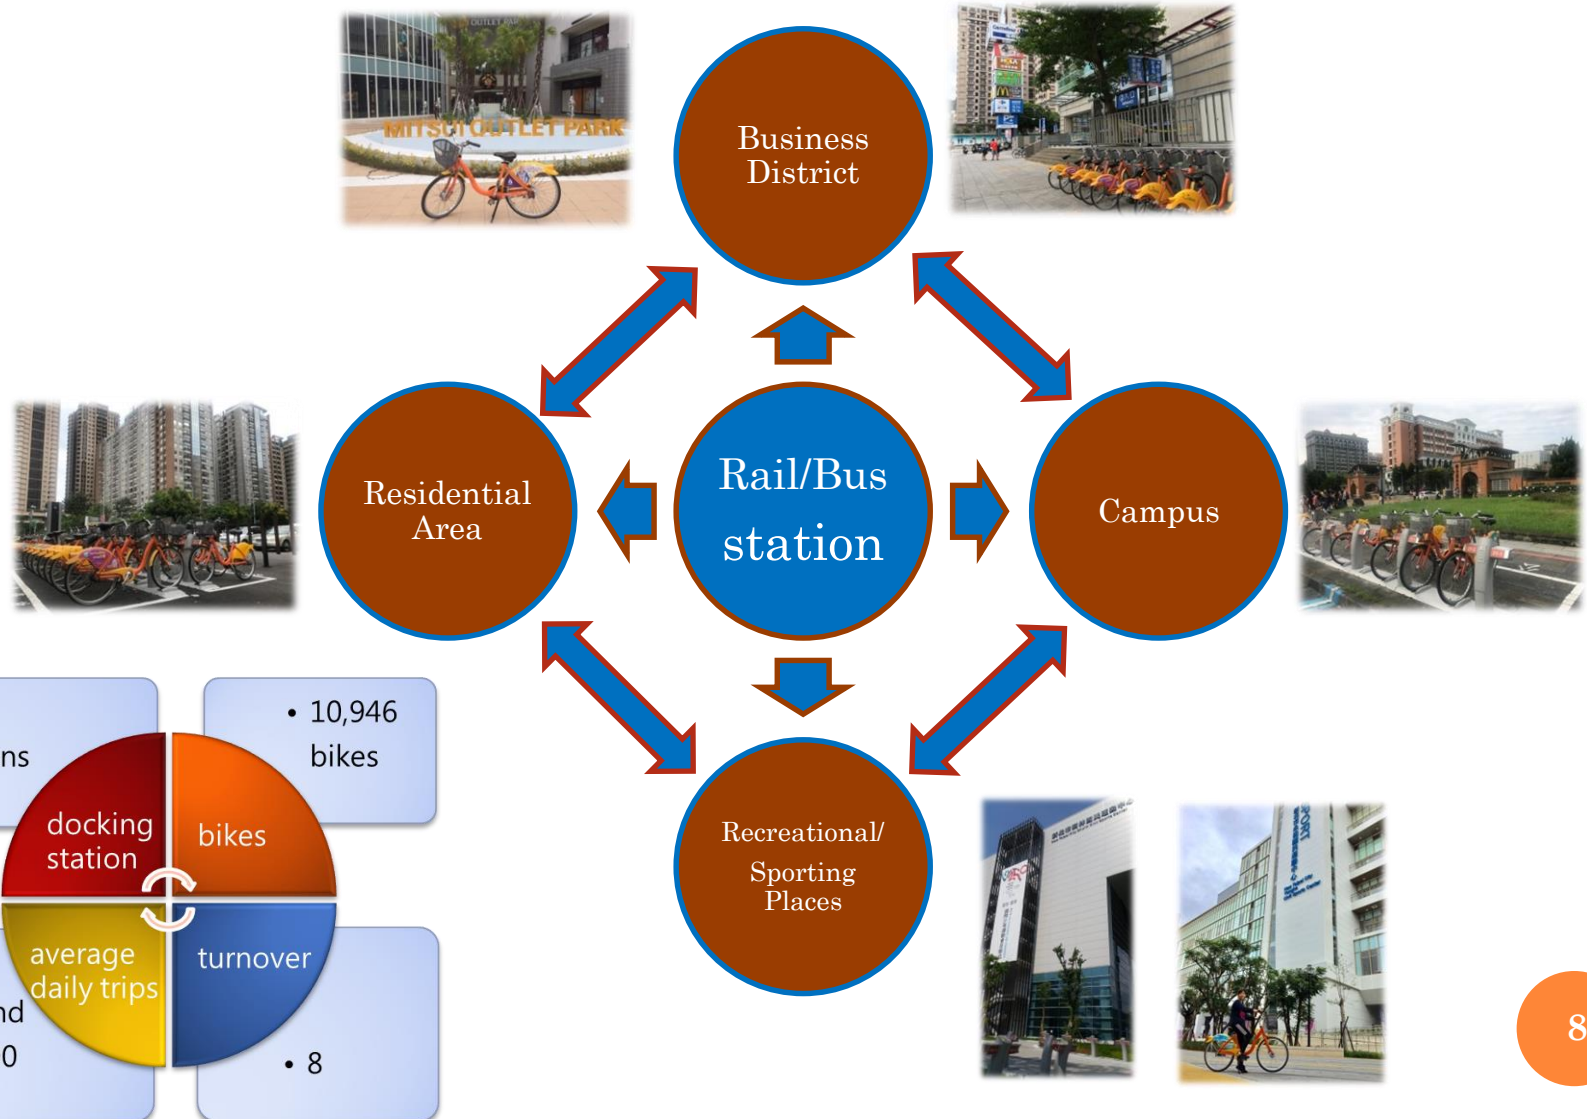 MITSUI OUTLET PARK
Business
District
Residential
Area
Rail/Bus
station
Campus
Recreational/
Sporting
Places
ns
• 10,946
bikes
docking
station
bikes
average
daily trips
turnover
nd
0
• 8
8